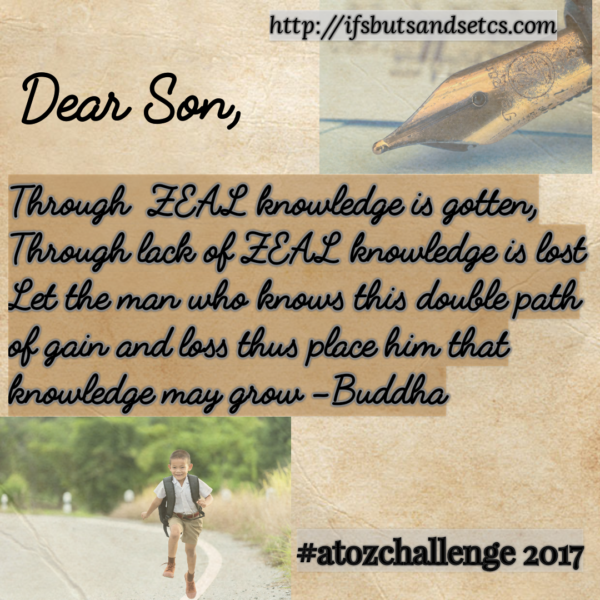 http://ifsbutsandsetcs.com
Dear Son,
Through ZEAL knowledge is gotten,
Through lack of ZEAL knowledge is lost
Let the man who knows this double path
of gain and loss thus place him that
knowledge may grow –Buddha
#atozchallenge 2017